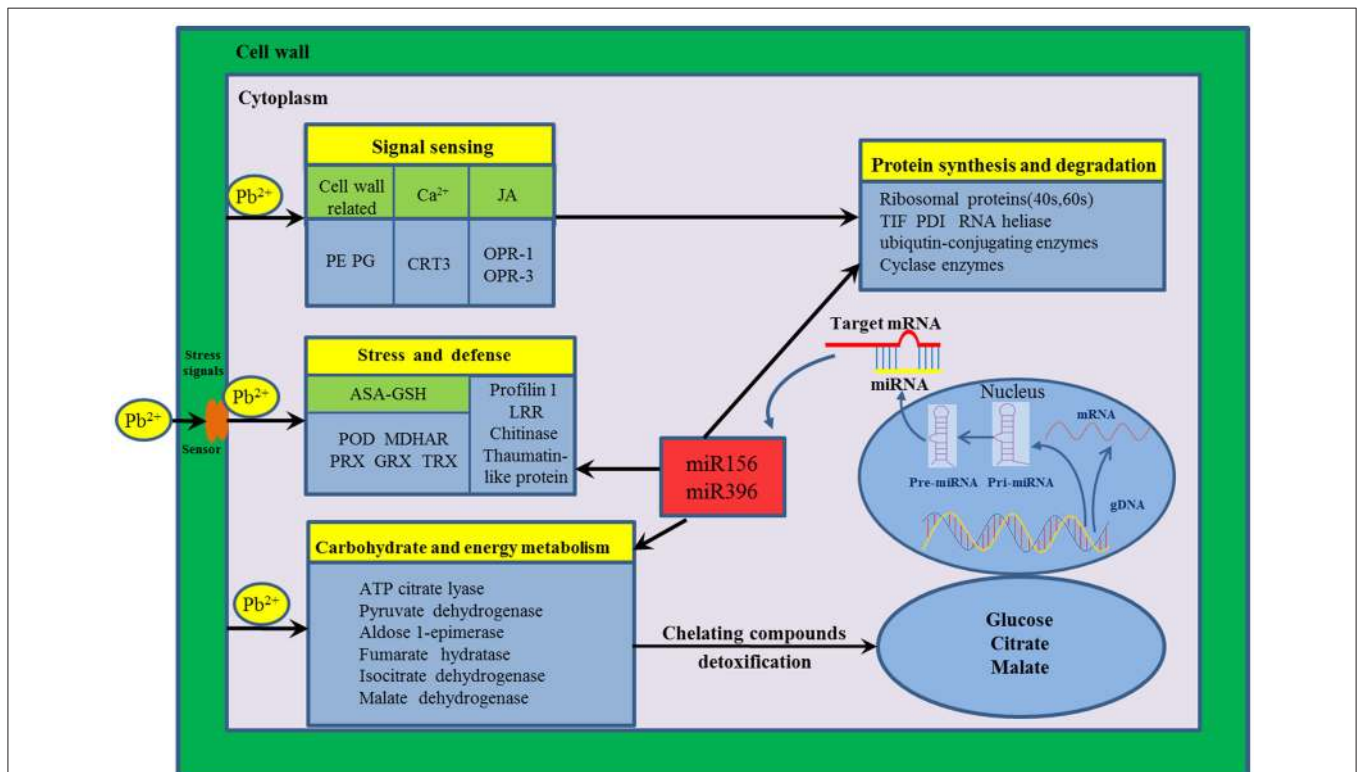 Cell wall
Cytoplasm
Signal sensing
Cell wall
related
Ca²⁺
JA
PE PG
CRT3
OPR-1
OPR-3
Pb²⁺
Protein synthesis and degradation
Ribosomal proteins(40s,60s)
TIF PDI RNA heliase
ubiqutin-conjugating enzymes
Cyclase enzymes
Stress
signals
Pb²⁺
Sensor
Pb²⁺
Stress and defense
ASA-GSH
POD MDHAR
PRX GRX TRX
Profilin 1
LRR
Chitinase
Thaumatin-
like protein
miR156
miR396
Target mRNA
miRNA
Nucleus
mRNA
Pre-miRNA
Pri-miRNA
gDNA
Pb²⁺
Carbohydrate and energy metabolism
ATP citrate lyase
Pyruvate dehydrogenase
Aldose 1-epimerase
Fumarate hydratase
Isocitrate dehydrogenase
Malate dehydrogenase
Chelating compounds
detoxification
Glucose
Citrate
Malate